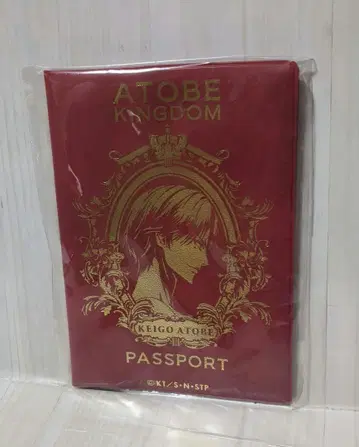 ATOBE
KINGDOM
KEIGO ATOBE
PASSPORT
©KT/S・N・STP